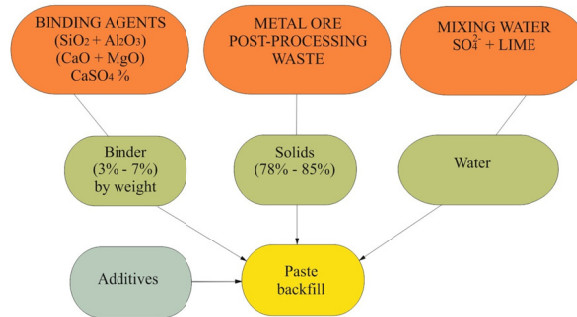 BINDING AGENTS
(SiO₂ + Al₂O₃)
(CaO + MgO)
CaSO₄ %
METAL ORE
POST-PROCESSING
WASTE
MIXING WATER
SO₄²⁻ + LIME
Binder
(3% - 7%)
by weight
Solids
(78% - 85%)
Water
Additives
Paste
backfill